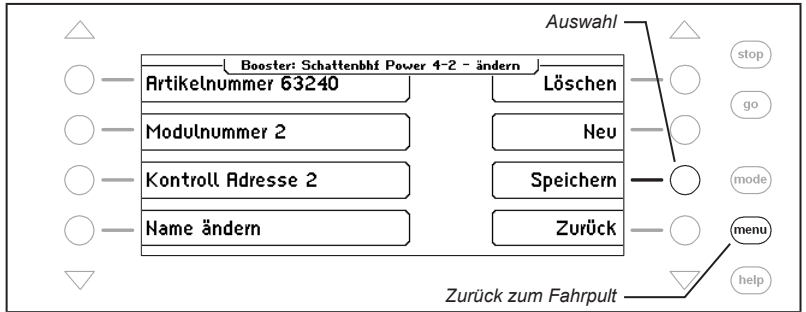 Auswahl
Booster: Schattenbhf Power 4-2 - ändern
Artikelnummer 63240
Löschen
Modulnummer 2
Neu
Kontroll Adresse 2
Speichern
Name ändern
Zurück
stop
go
mode
menu
help
Zurück zum Fahrpult